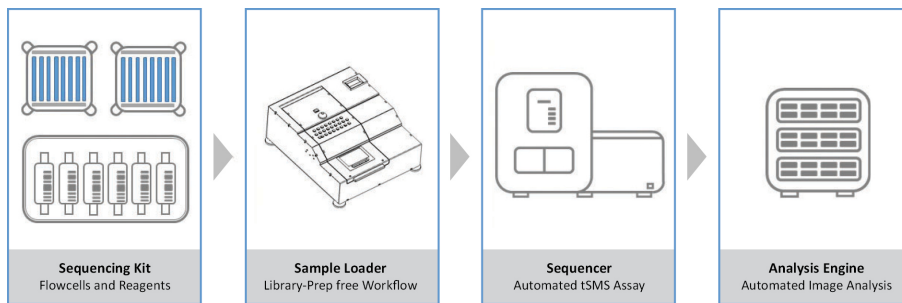 Sequencing Kit
Flowcells and Reagents
Sample Loader
Library-Prep free Workflow
Sequencer
Automated tSMS Assay
Analysis Engine
Automated Image Analysis